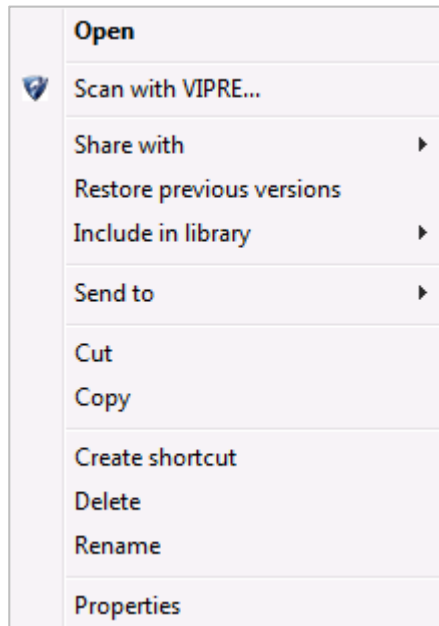 Open
Scan with VIPRE...
Share with
Restore previous versions
Include in library
Send to
Cut
Copy
Create shortcut
Delete
Rename
Properties